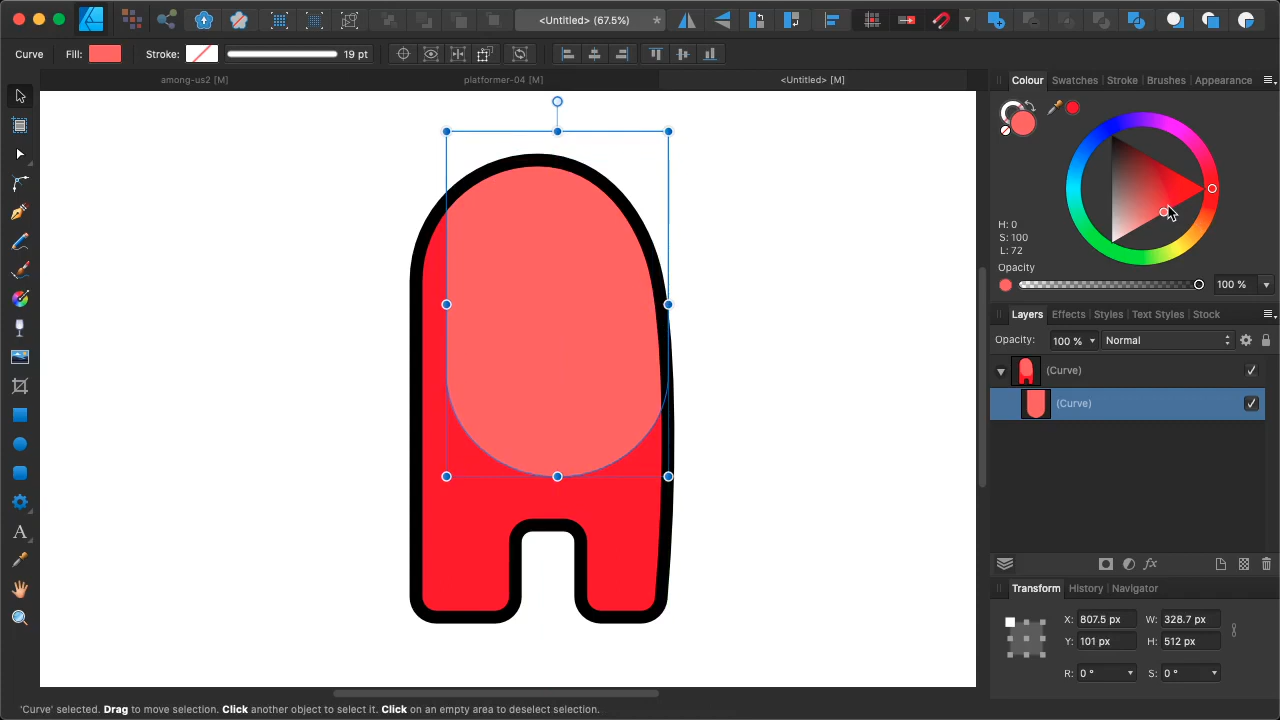 <Untitled> (67.5%)
*
Curve
Fill:
Stroke:
19 pt
among-us2 [M]
platformer-04 [M]
<Untitled> [M]
Colour
Swatches
Stroke
Brushes
Appearance
H: 0
S: 100
L: 72
Opacity
100 %
Layers
Effects
Styles
Text Styles
Stock
Opacity:
100 %
Normal
(Curve)
(Curve)
Transform
History
Navigator
X:
807.5 px
W:
328.7 px
Y:
101 px
H:
512 px
R:
0 °
S:
0 °
'Curve' selected. Drag to move selection. Click another object to select it. Click on an empty area to deselect selection.